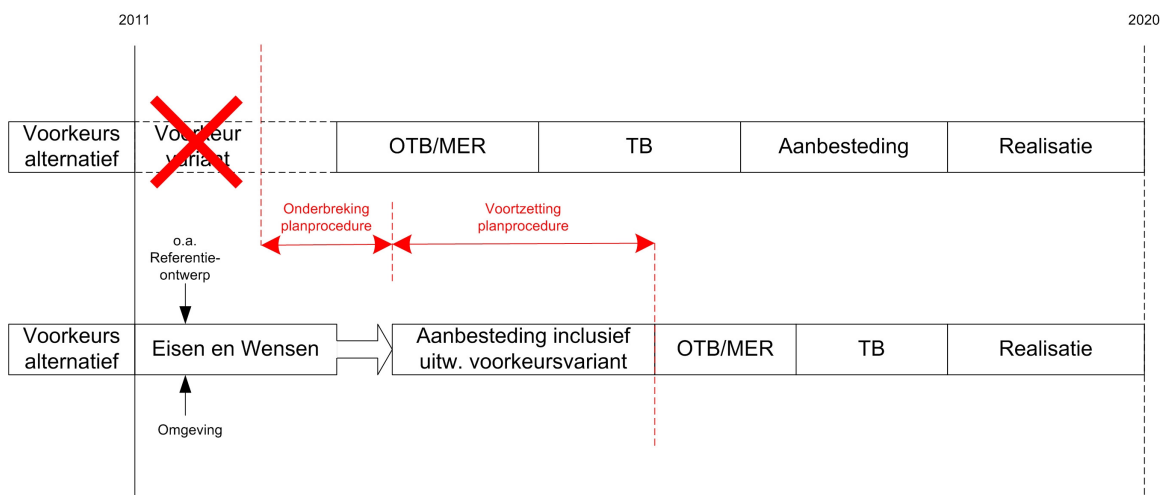 2011
2020
Voorkeurs
alternatief
Voorkeur
variant
OTB/MER
TB
Aanbesteding
Realisatie
Onderbreking
planprocedure
Voortzetting
planprocedure
o.a.
Referentie-
ontwerp
Voorkeurs
alternatief
Eisen en Wensen
Aanbesteding inclusief
uitw. voorkeursvariant
OTB/MER
TB
Realisatie
Omgeving